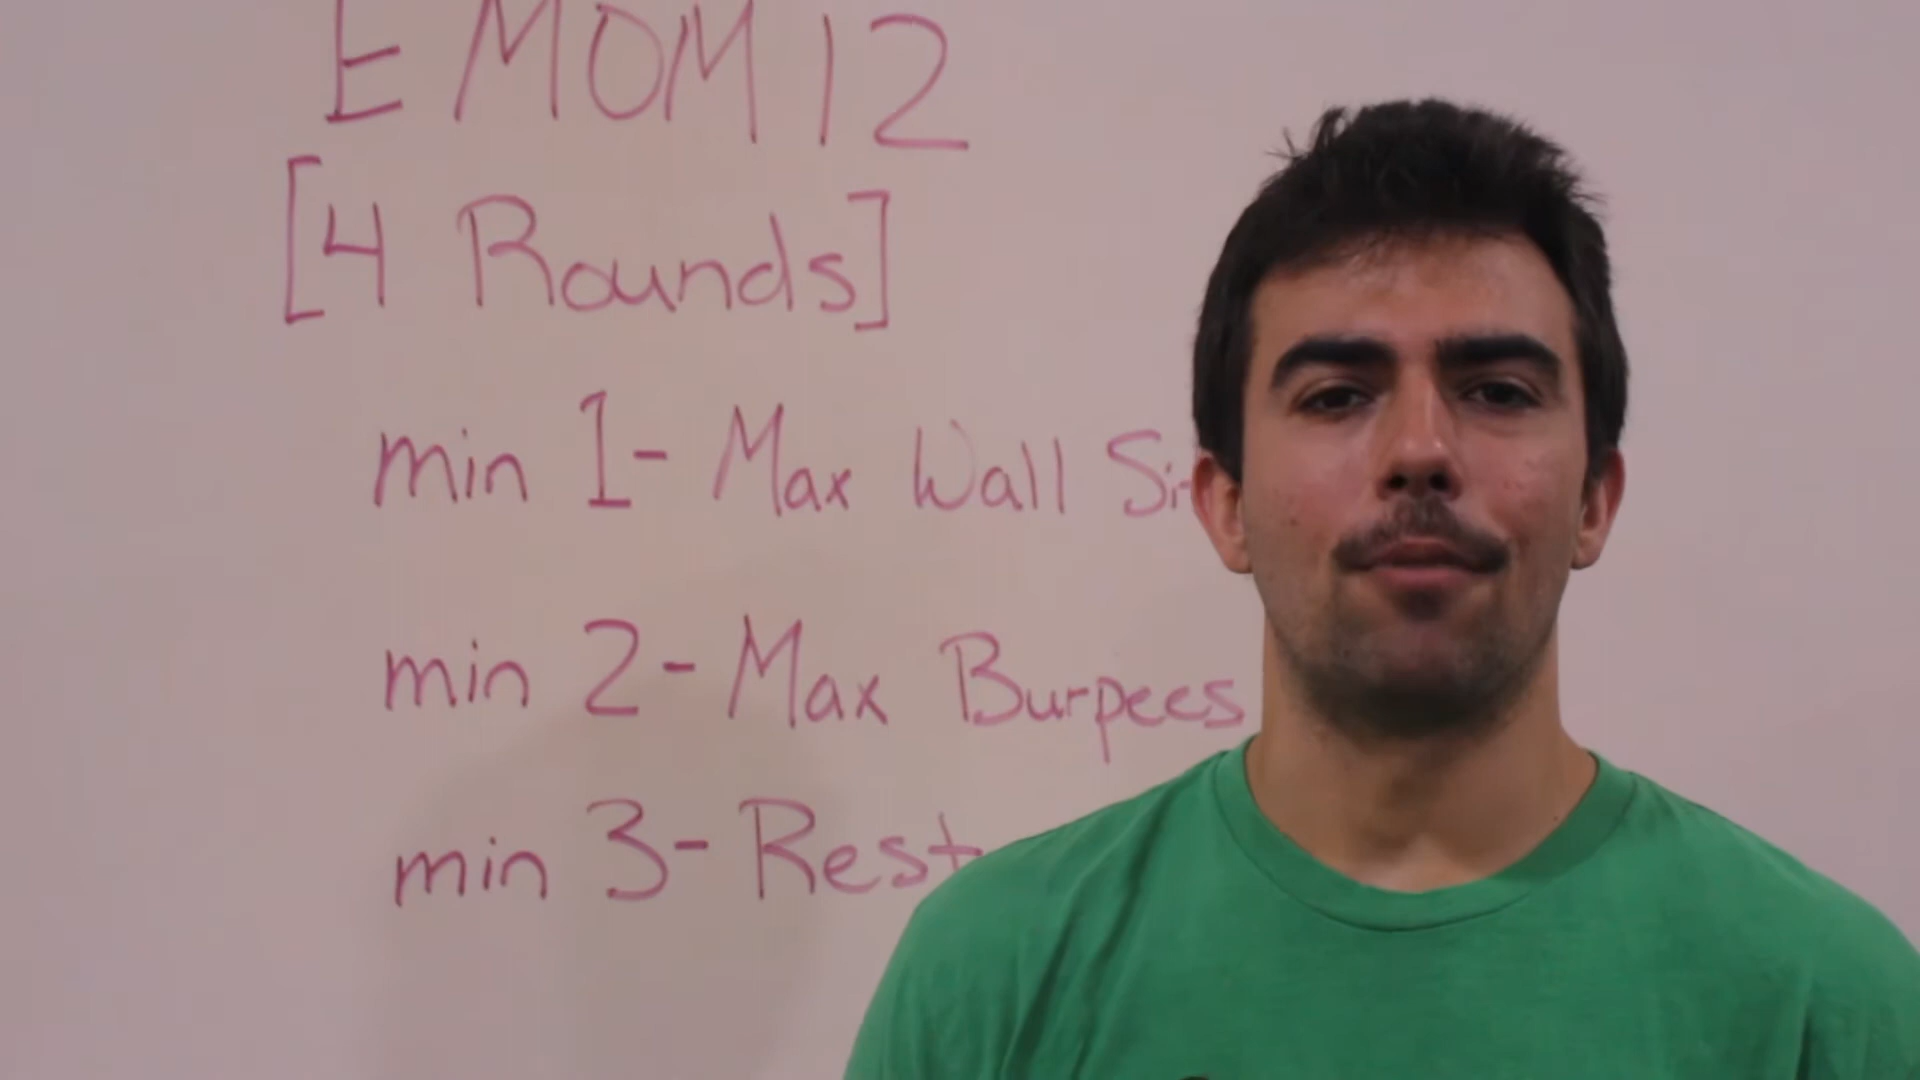 EMOM 12
[4 Rounds]
min 1- Max Wall
min 2- Max Burpees
min 3- Rest